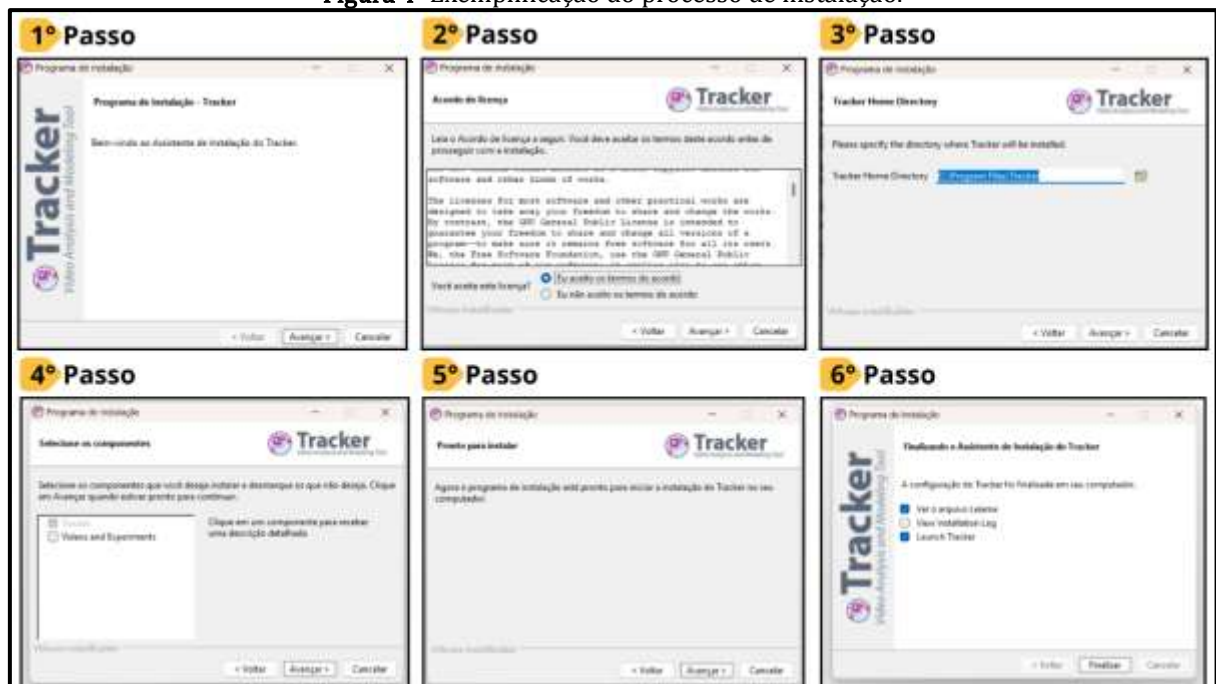 Figura 4- Exemplificação do processo de instalação.
1º Passo
Programa de instalação
Tracker
Video Analysis and Modeling Tool
Programa de Instalação - Tracker
Bem-vindo ao Assistente de Instalação do Tracker.
< Voltar
Avançar >
Cancelar
2º Passo
Programa de instalação
Acordo de licença
Tracker
Leia o Acordo de licença a seguir. Você deve aceitar os termos deste acordo antes de
prosseguir com a instalação.
software and other kinds of works.
The licenses for most software and other practical works are
designed to take away your freedom to share and change the works.
By contrast, the GNU General Public License is intended to
guarantee your freedom to share and change all versions of a
program--to make sure it remains free software for all its users.
We, the Free Software Foundation, use the GNU General Public
Você aceita esta licença?
Eu aceito os termos do acordo
Eu não aceito os termos do acordo
< Voltar
Avançar >
Cancelar
3º Passo
Programa de instalação
Tracker Home Directory
Tracker
Please specify the directory where Tracker will be installed.
Tracker Home Directory
C:\Program Files\Tracker
< Voltar
Avançar >
Cancelar
4º Passo
Programa de instalação
Selecione os componentes
Tracker
Selecione os componentes que você deseja instalar e desmarque os que não deseja. Clique
em Avançar quando estiver pronto para continuar.
Tracker
Videos and Experiments
Clique em um componente para receber
uma descrição detalhada
< Voltar
Avançar >
Cancelar
5º Passo
Programa de instalação
Pronto para instalar
Tracker
Agora o programa de instalação está pronto para iniciar a instalação do Tracker no seu
computador.
< Voltar
Avançar >
Cancelar
6º Passo
Programa de instalação
Tracker
Video Analysis and Modeling Tool
Finalizando o Assistente de Instalação do Tracker
A configuração do Tracker foi finalizada em seu computador.
Ver o arquivo Leiame
View Installation Log
Launch Tracker
< Voltar
Finalizar
Cancelar